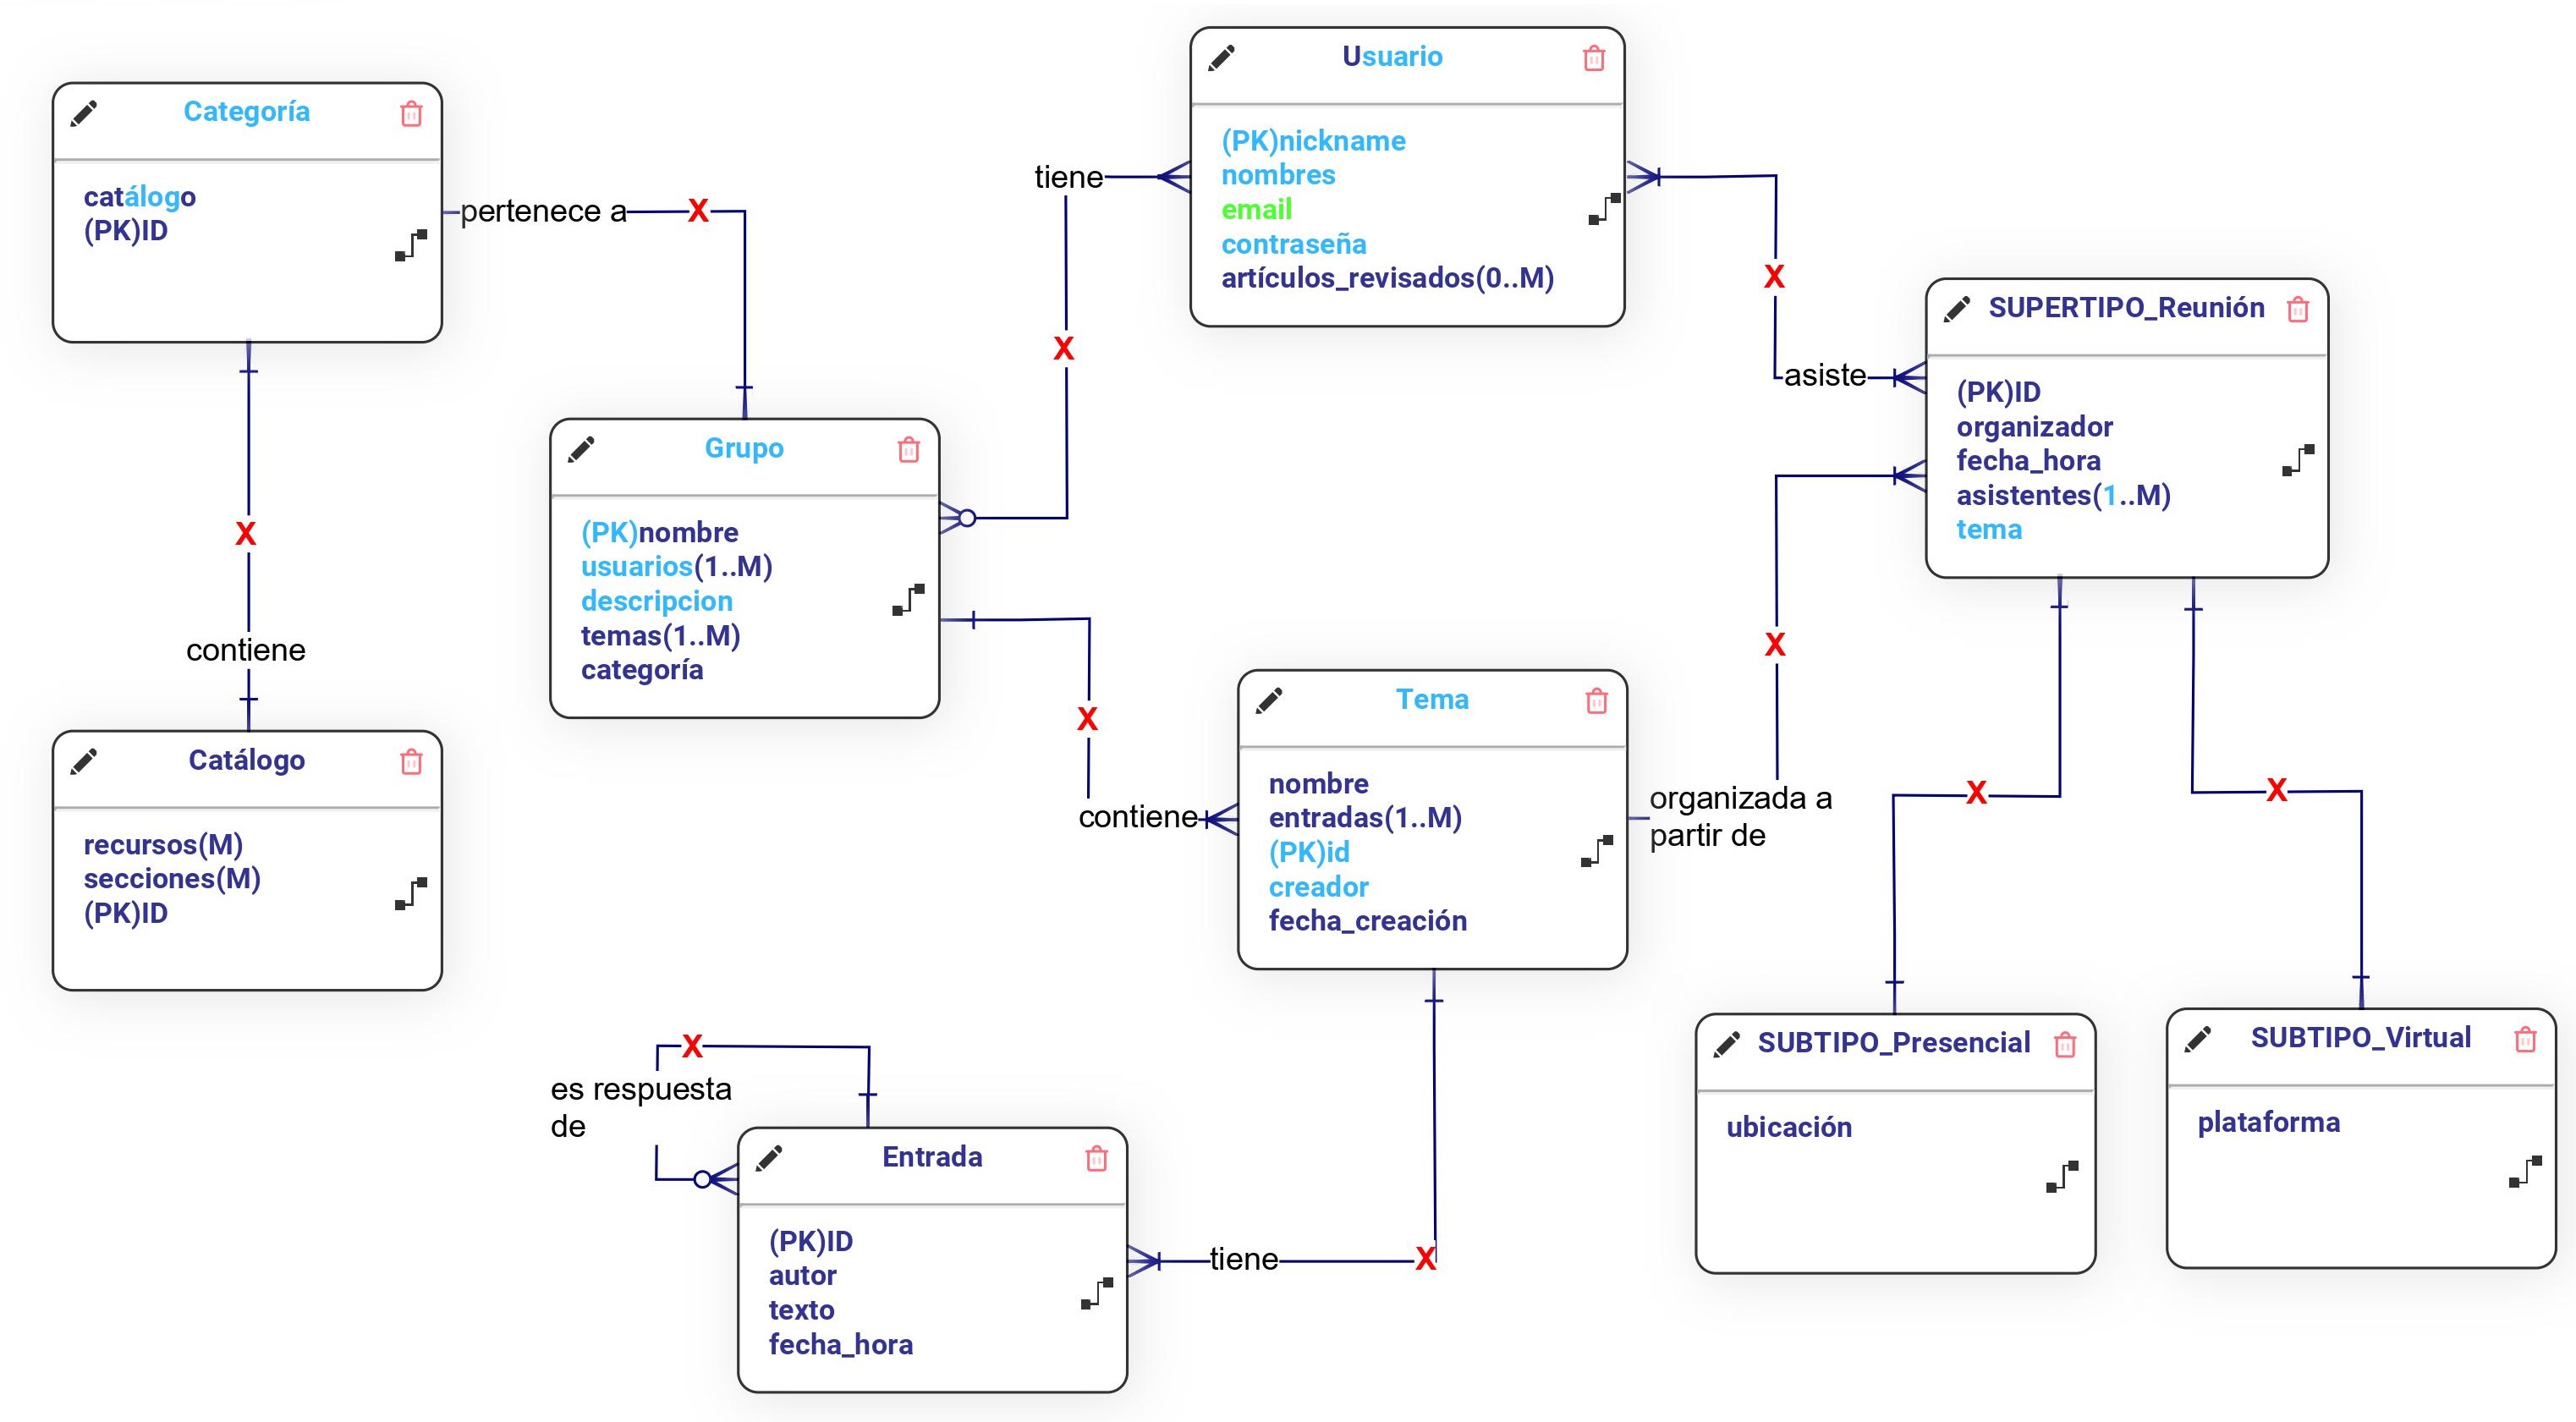 Categoría
catálogo
(PK)ID
pertenece a
X
X
contiene
Catálogo
recursos(M)
secciones(M)
(PK)ID
Grupo
(PK)nombre
usuarios(1..M)
descripcion
temas(1..M)
categoría
tiene
X
Usuario
(PK)nickname
nombres
email
contraseña
artículos_revisados(0..M)
X
asiste
SUPERTIPO_Reunión
(PK)ID
organizador
fecha_hora
asistentes(1..M)
tema
X
contiene
Tema
nombre
entradas(1..M)
(PK)id
creador
fecha_creación
X
organizada a
partir de
X
X
SUBTIPO_Presencial
ubicación
SUBTIPO_Virtual
plataforma
X
es respuesta
de
Entrada
(PK)ID
autor
texto
fecha_hora
tiene
X